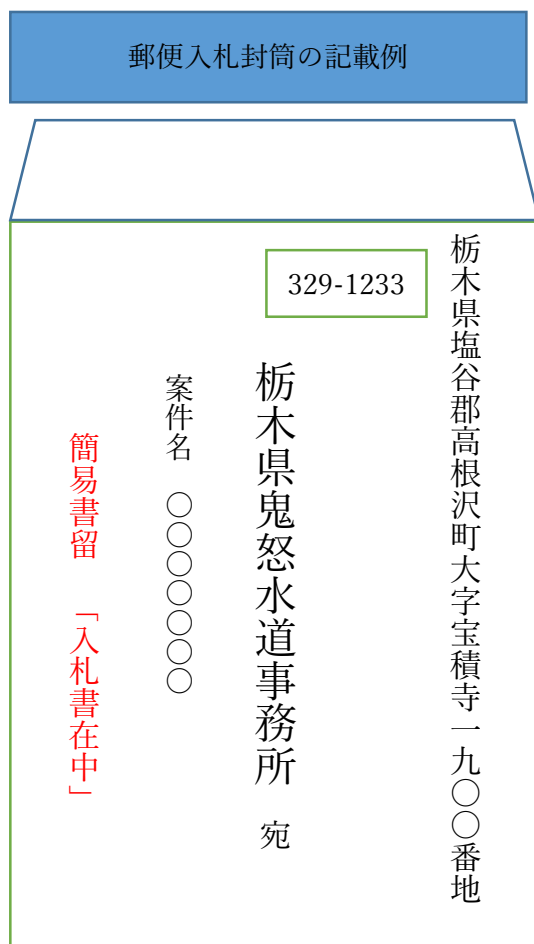 郵便入札封筒の記載例
329-1233
栃木県塩谷郡高根沢町大字宝積寺一九〇〇番地
栃木県鬼怒水道事務所 宛
案件名 〇〇〇〇〇〇〇
簡易書留 「入札書在中」